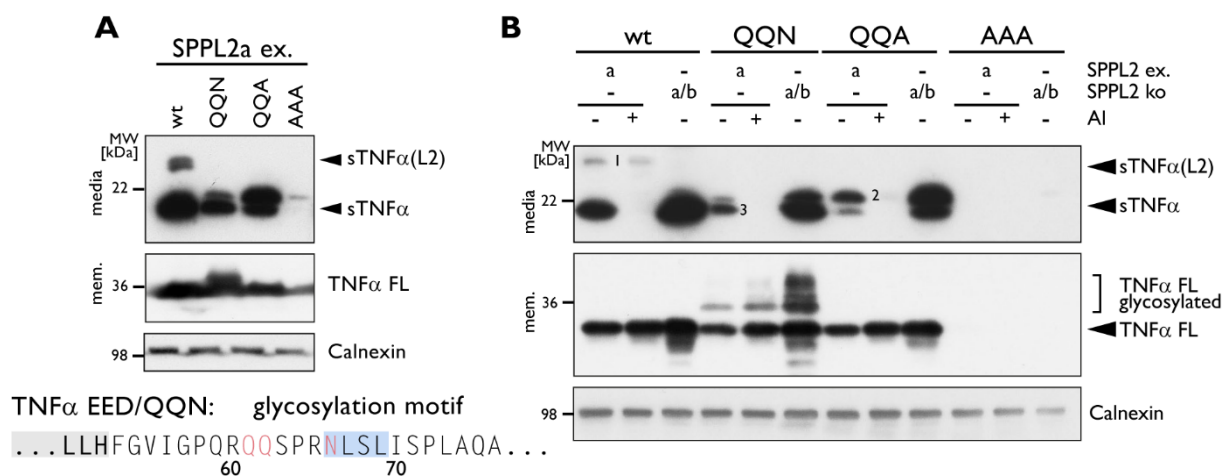 A
SPPL2a ex.
wt QQN QQA AAA
MW
[kDa]
media
22
sTNFα(L2)
sTNFα
mem.
36
TNFα FL
98
Calnexin
TNFα EED/QQN: glycosylation motif
...LLHFGVIGPQRQQSPRNLSLISPLAQA...
60 70
B
wt QQN QQA AAA
a - a - a - a - SPPL2 ex.
- a/b - a/b - a/b - a/b SPPL2 ko
- + - - + - - + - - + - AI
MW
[kDa]
media
22
1
3
2
sTNFα(L2)
sTNFα
mem.
36
TNFα FL
glycosylated
TNFα FL
98
Calnexin